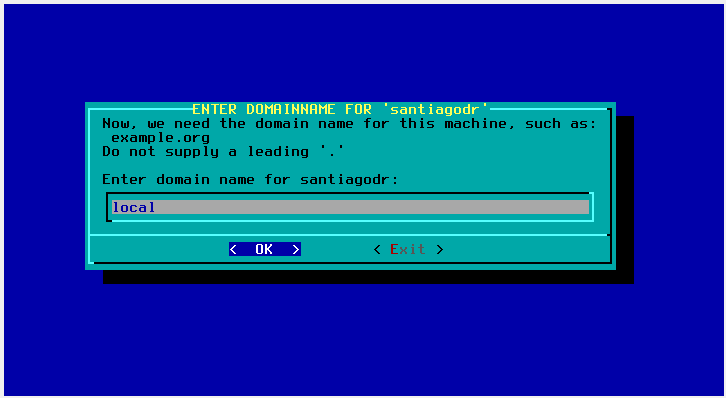 ENTER DOMAINNAME FOR 'santiagodr'
Now, we need the domain name for this machine, such as:
example.org
Do not supply a leading '.'
Enter domain name for santiagodr:
local
< OK > < Exit >